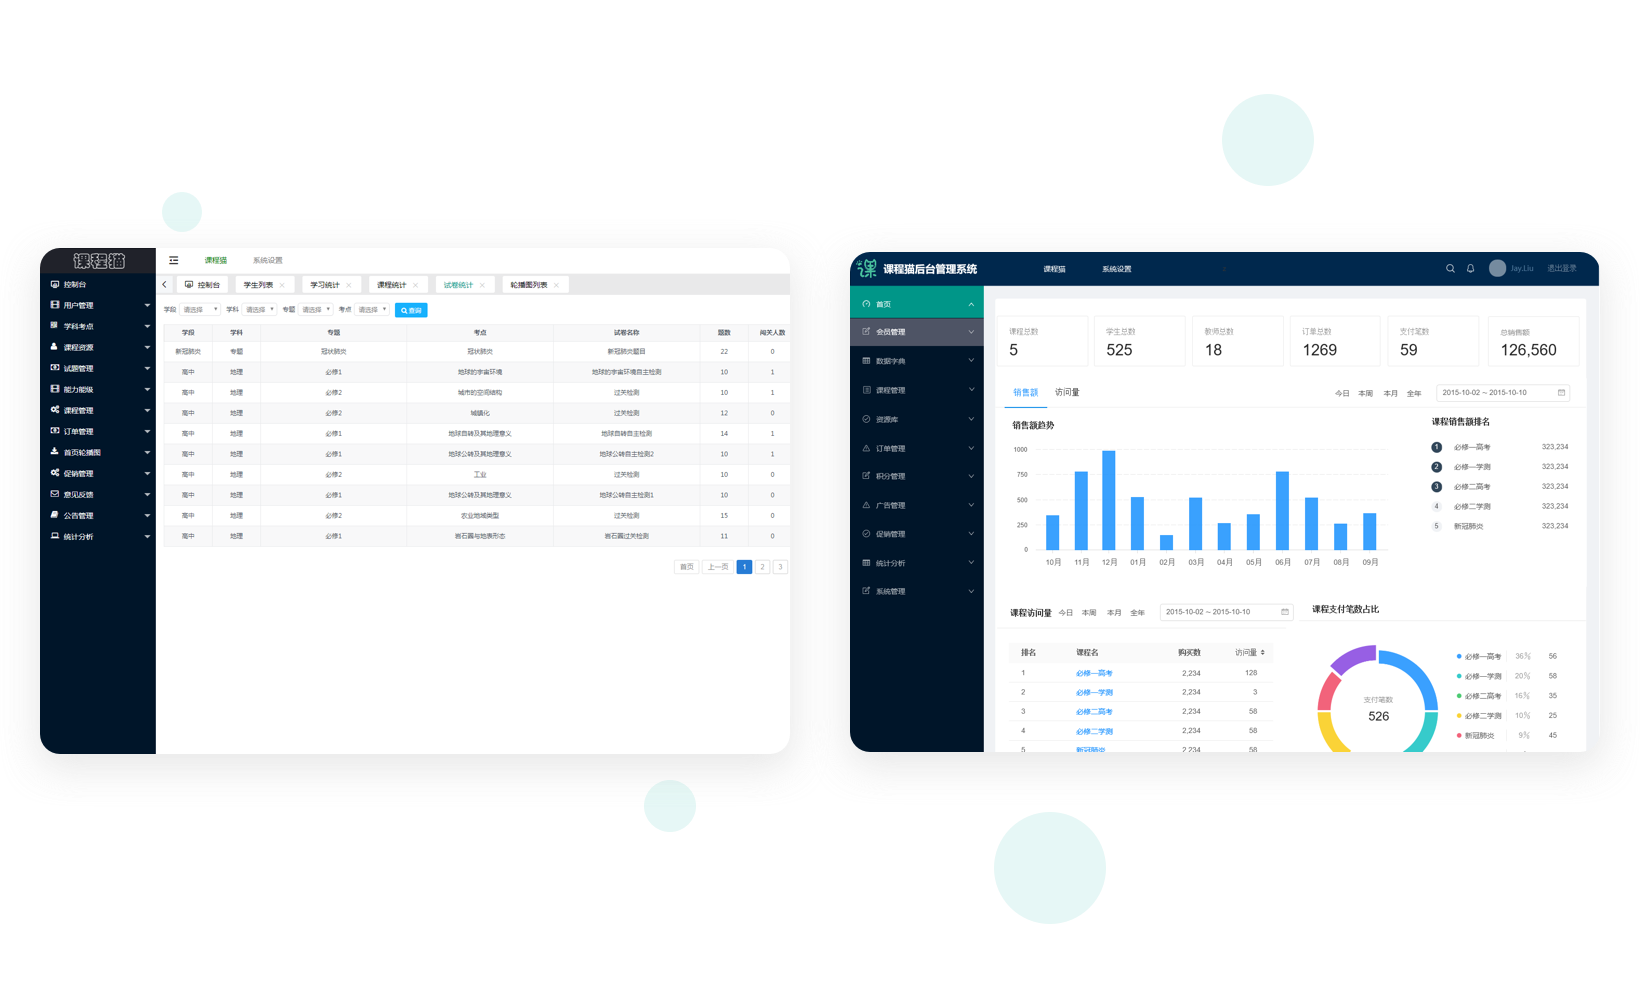 课程猫
课程猫 系统设置
控制台
用户管理
学科考点
课程资源
试题管理
能力能级
课程管理
订单管理
首页轮播图
促销管理
意见反馈
公告管理
统计分析
控制台 学生列表 学习统计 课程统计 试卷统计 轮播图列表
学段 请选择 学科 请选择 专题 请选择 考点 请选择 查询
学段 学科 专题 考点 试卷名称 题数 闯关人数
新冠肺炎 专题 冠状肺炎 冠状肺炎 新冠肺炎题目 22 0
高中 地理 必修1 地球的宇宙环境 地球的宇宙环境自主检测 10 1
高中 地理 必修2 城市的空间结构 过关检测 10 1
高中 地理 必修2 城镇化 过关检测 12 0
高中 地理 必修1 地球自转及其地理意义 地球自转自主检测 14 1
高中 地理 必修1 地球公转及其地理意义 地球公转自主检测2 10 1
高中 地理 必修2 工业 过关检测 10 0
高中 地理 必修1 地球公转及其地理意义 地球公转自主检测1 10 0
高中 地理 必修2 农业地域类型 过关检测 15 0
高中 地理 必修1 岩石圈与地表形态 岩石圈过关检测 11 0
首页 上一页 1 2 3
课 课程猫后台管理系统 课程猫 系统设置 Jay.Liu 退出登录
首页
会员管理
数据字典
课程管理
资源库
订单管理
积分管理
广告管理
促销管理
统计分析
系统管理
课程总数 学生总数 教师总数 订单总数 支付笔数 总销售额
5 525 18 1269 59 126,560
销售额 访问量 今日 本周 本月 全年 2015-10-02 ~ 2015-10-10
销售额趋势
1000
750
500
250
0
10月 11月 12月 01月 02月 03月 04月 05月 06月 07月 08月 09月
课程销售额排名
1 必修一高考 323,234
2 必修一学测 323,234
3 必修二高考 323,234
4 必修二学测 323,234
5 新冠肺炎 323,234
课程访问量 今日 本周 本月 全年 2015-10-02 ~ 2015-10-10
排名 课程名 购买数 访问量
1 必修一高考 2,234 128
2 必修一学测 2,234 3
3 必修二高考 2,234 58
4 必修二学测 2,234 58
5 新冠肺炎 2,234 58
课程支付笔数占比
支付笔数
526
必修一高考 36% 56
必修一学测 20% 58
必修二高考 16% 35
必修二学测 10% 25
新冠肺炎 9% 45